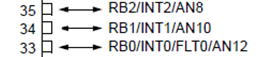 35 RB2/INT2/AN8
34 RB1/INT1/AN10
33 RB0/INT0/FLT0/AN12